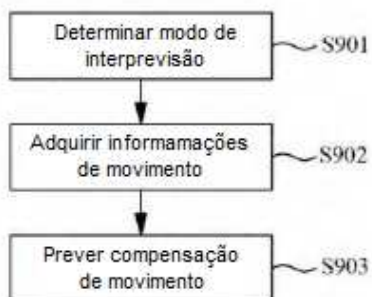 Determinar modo de
interprevisão
S901
Adquirir informamações
de movimento
S902
Prever compensação
de movimento
S903